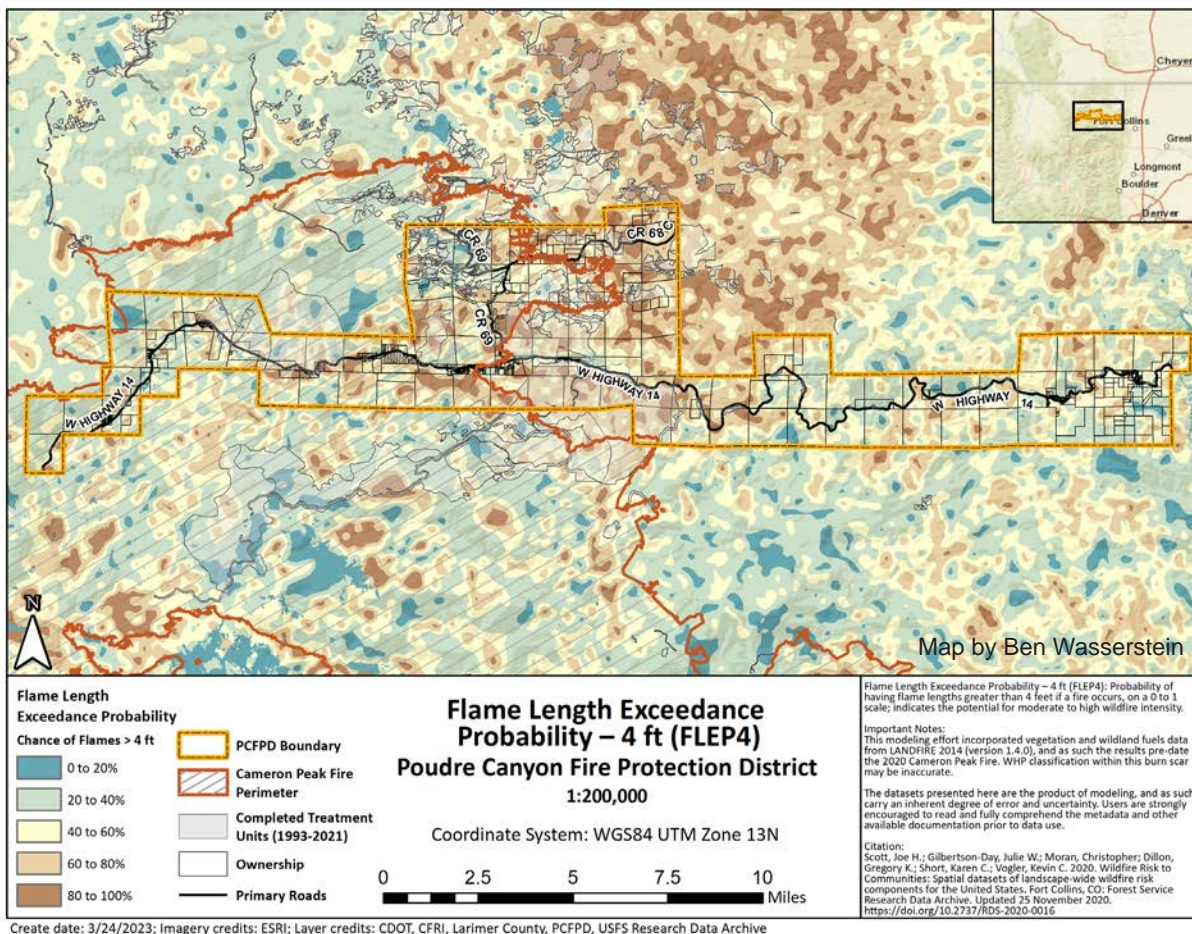 Cheyen
Fort Collins
Greel
Longmont
Boulder
Denver
CR 69
CR 68 C
CR 69
W HIGHWAY 14
W HIGHWAY 14
W HIGHWAY 14
N
Map by Ben Wasserstein
Flame Length
Exceedance Probability
Chance of Flames > 4 ft
0 to 20%
20 to 40%
40 to 60%
60 to 80%
80 to 100%
PCFPD Boundary
Cameron Peak Fire
Perimeter
Completed Treatment
Units (1993-2021)
Ownership
Primary Roads
Flame Length Exceedance
Probability – 4 ft (FLEP4)
Poudre Canyon Fire Protection District
1:200,000
Coordinate System: WGS84 UTM Zone 13N
0 2.5 5 7.5 10
Miles
Flame Length Exceedance Probability – 4 ft (FLEP4): Probability of
having flame lengths greater than 4 feet if a fire occurs, on a 0 to 1
scale; indicates the potential for moderate to high wildfire intensity.
Important Notes:
This modeling effort incorporated vegetation and wildland fuels data
from LANDFIRE 2014 (version 1.4.0), and as such the results pre-date
the 2020 Cameron Peak Fire. WHP classification within this burn scar
may be inaccurate.
The datasets presented here are the product of modeling, and as such
carry an inherent degree of error and uncertainty. Users are strongly
encouraged to read and fully comprehend the metadata and other
available documentation prior to data use.
Citation:
Scott, Joe H.; Gilbertson-Day, Julie W.; Moran, Christopher; Dillon,
Gregory K.; Short, Karen C.; Vogler, Kevin C. 2020. Wildfire Risk to
Communities: Spatial datasets of landscape-wide wildfire risk
components for the United States. Fort Collins, CO: Forest Service
Research Data Archive. Updated 25 November 2020.
https://doi.org/10.2737/RDS-2020-0016
Create date: 3/24/2023; Imagery credits: ESRI; Layer credits: CDOT, CFRI, Larimer County, PCFPD, USFS Research Data Archive